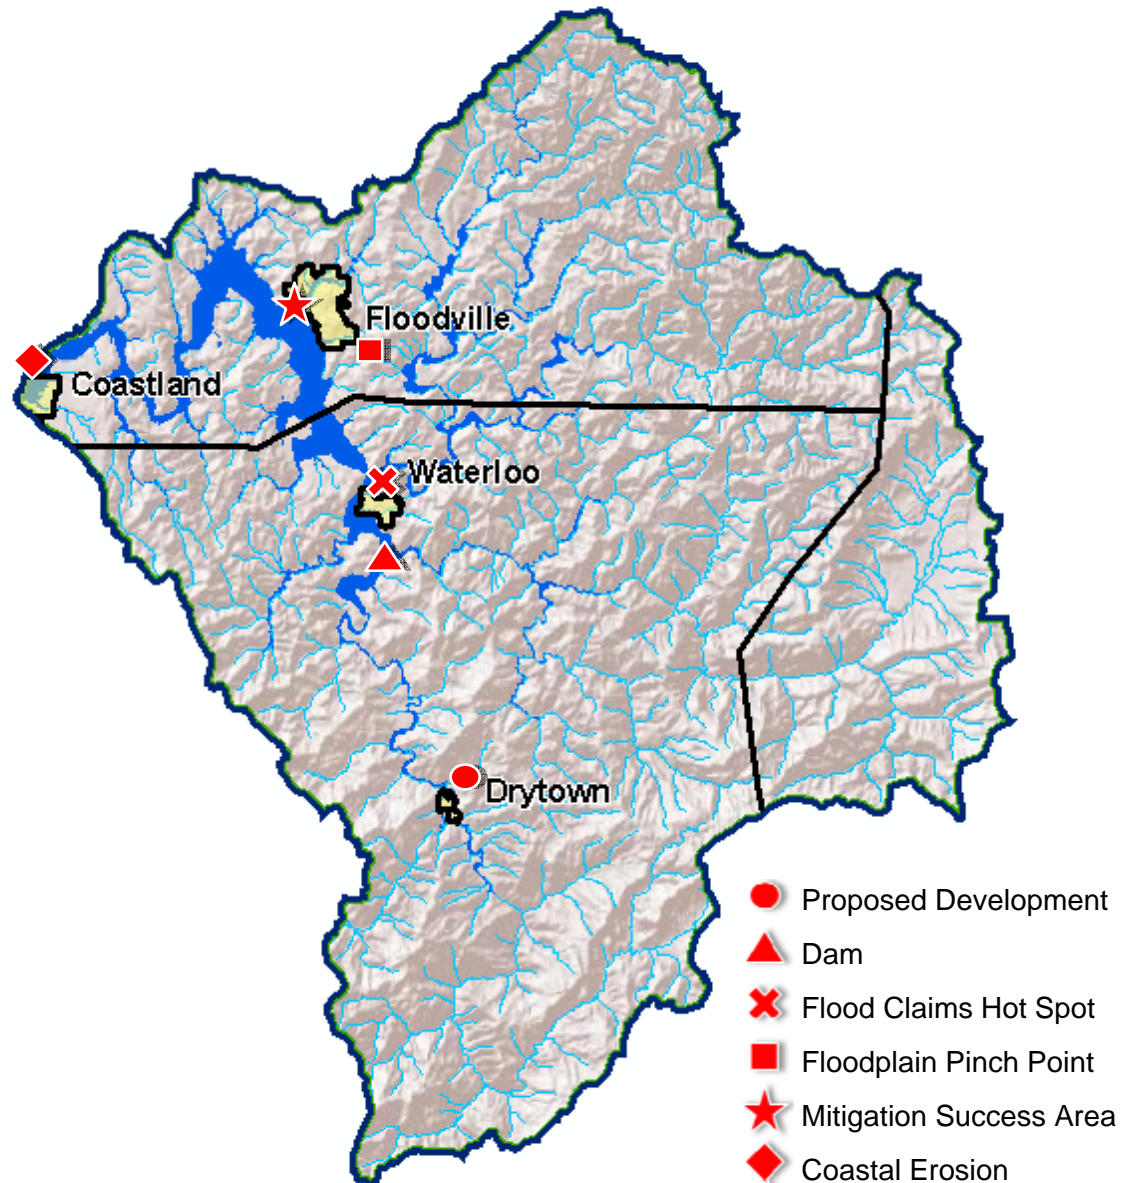 Floodville
Coastland
Waterloo
Drytown
Proposed Development
Dam
Flood Claims Hot Spot
Floodplain Pinch Point
Mitigation Success Area
Coastal Erosion